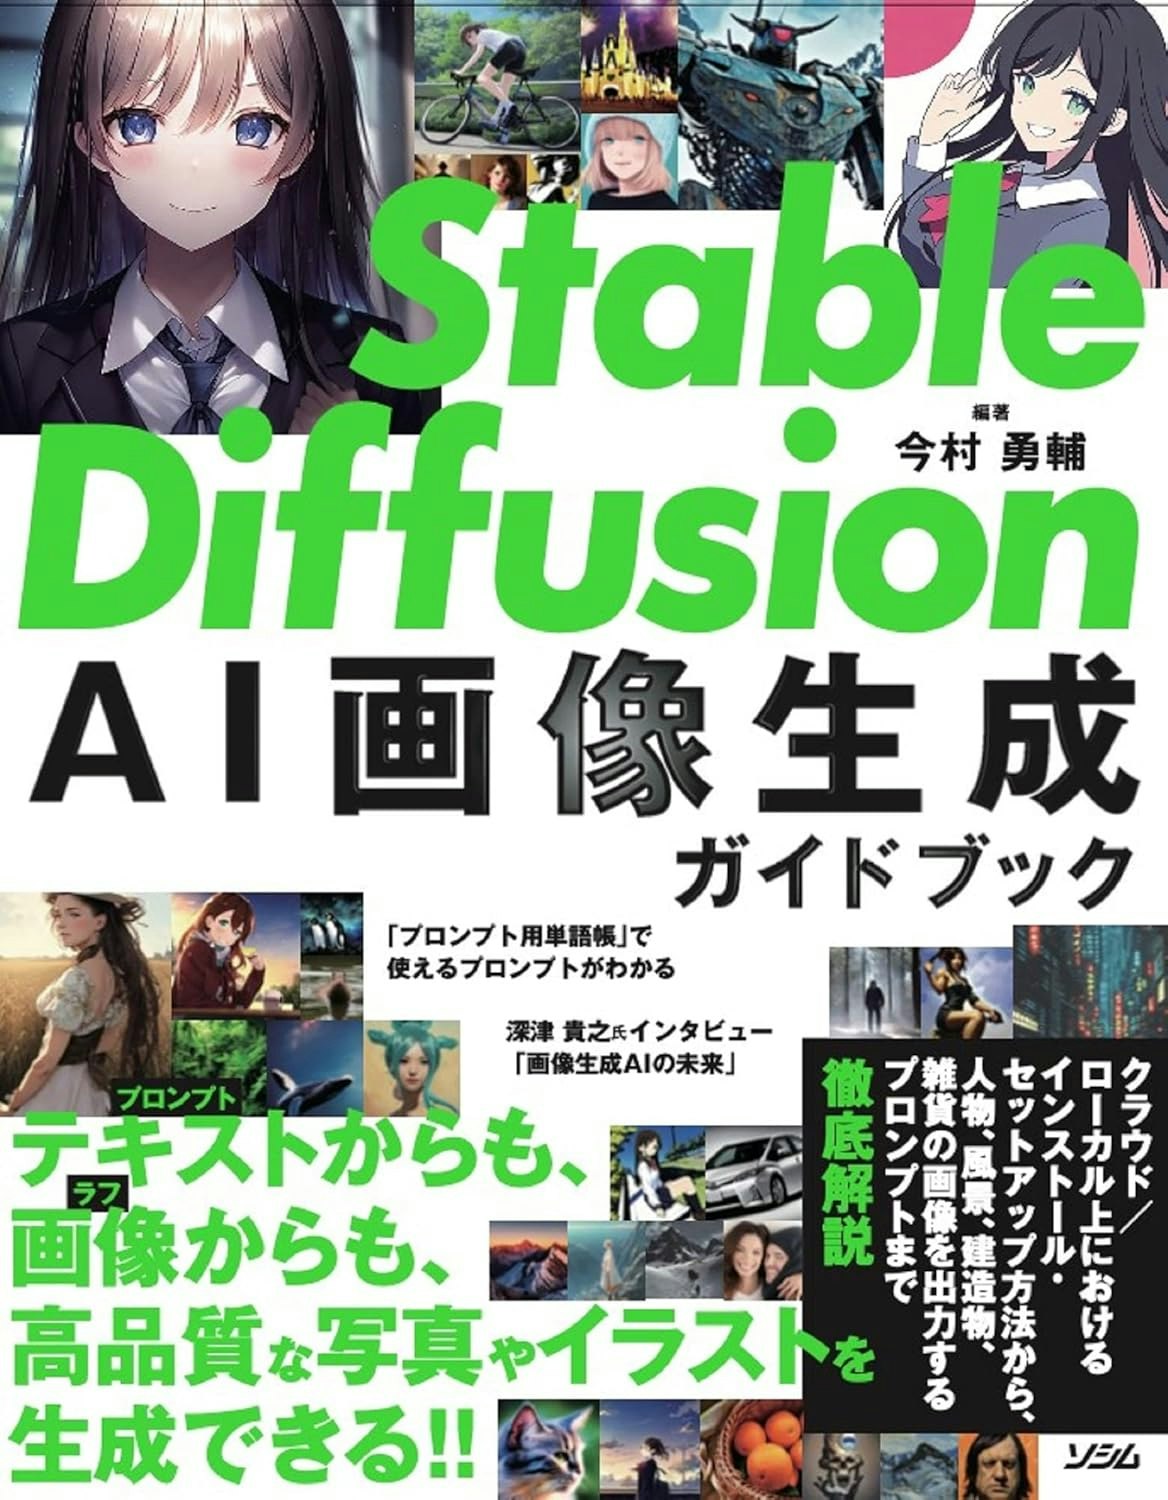 Stable
Diffusion
編著
今村 勇輔
AI画像生成
ガイドブック
「プロンプト用単語帳」で
使えるプロンプトがわかる
深津 貴之氏インタビュー
「画像生成AIの未来」
プロンプト
テキストからも、
ラフ
画像からも、
高品質な写真やイラストを
生成できる!!
クラウド／
ローカル上における
インストール・
セットアップ方法から、
人物、風景、建造物、
雑貨の画像を出力する
プロンプトまで
徹底解説
ソシム